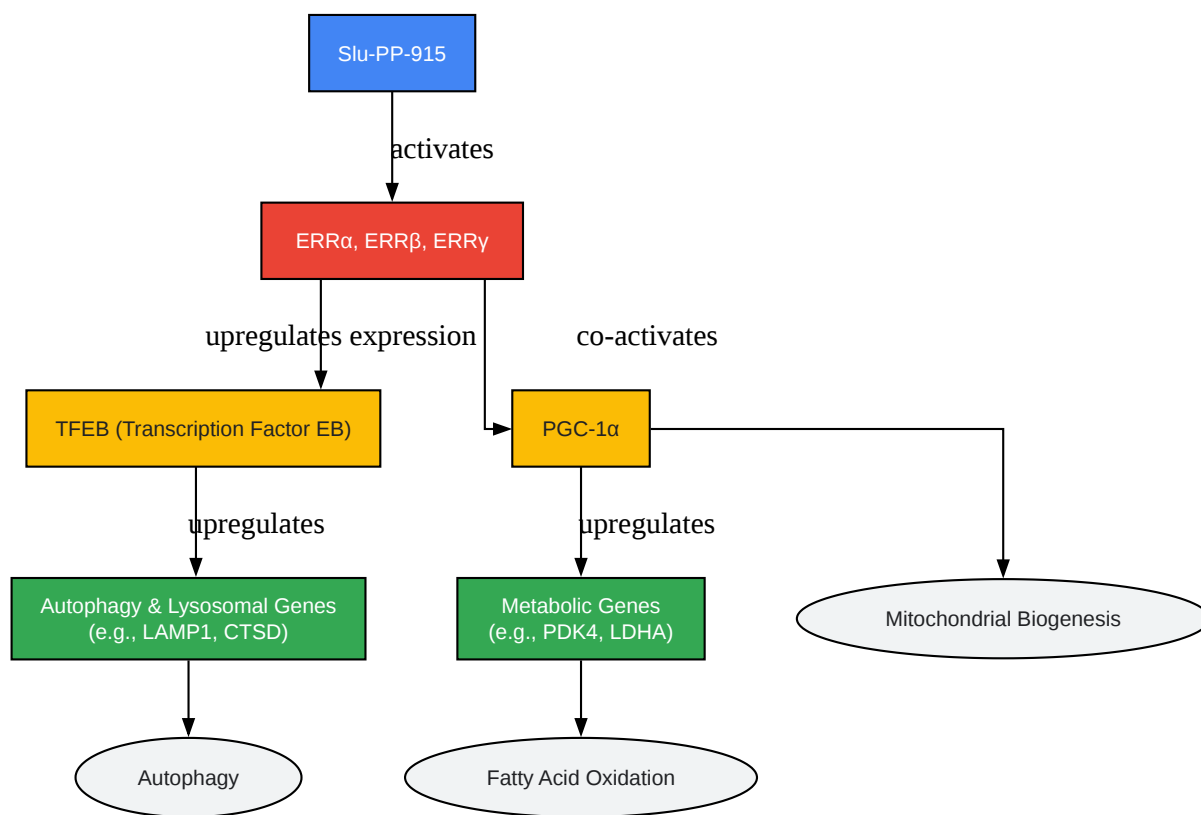 Slu-PP-915
activates
ERRα, ERRβ, ERRγ
upregulates expression
co-activates
TFEB (Transcription Factor EB)
PGC-1α
upregulates
upregulates
Autophagy & Lysosomal Genes
(e.g., LAMP1, CTSD)
Metabolic Genes
(e.g., PDK4, LDHA)
Mitochondrial Biogenesis
Autophagy
Fatty Acid Oxidation